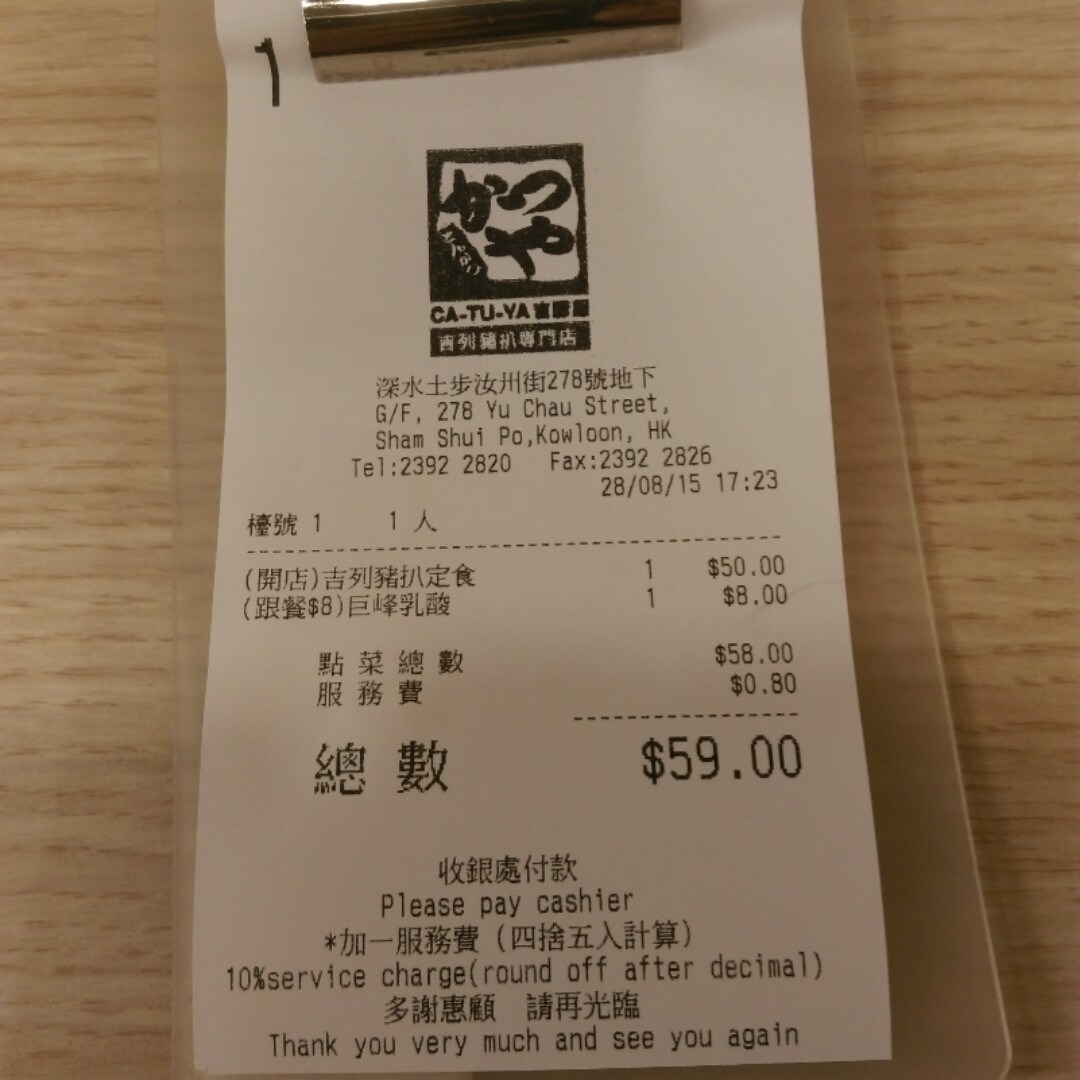 1
かつ
や
CA-TU-YA 吉豚屋
吉列豬扒專門店
深水土步汝州街278號地下
G/F, 278 Yu Chau Street,
Sham Shui Po,Kowloon, HK
Tel:2392 2820 Fax:2392 2826
28/08/15 17:23
檯號 1 1 人
(開店)吉列豬扒定食 1 $50.00
(跟餐$8)巨峰乳酸 1 $8.00
點菜總數 $58.00
服務費 $0.80
總數 $59.00
收銀處付款
Please pay cashier
*加一服務費(四捨五入計算)
10%service charge(round off after decimal)
多謝惠顧 請再光臨
Thank you very much and see you again